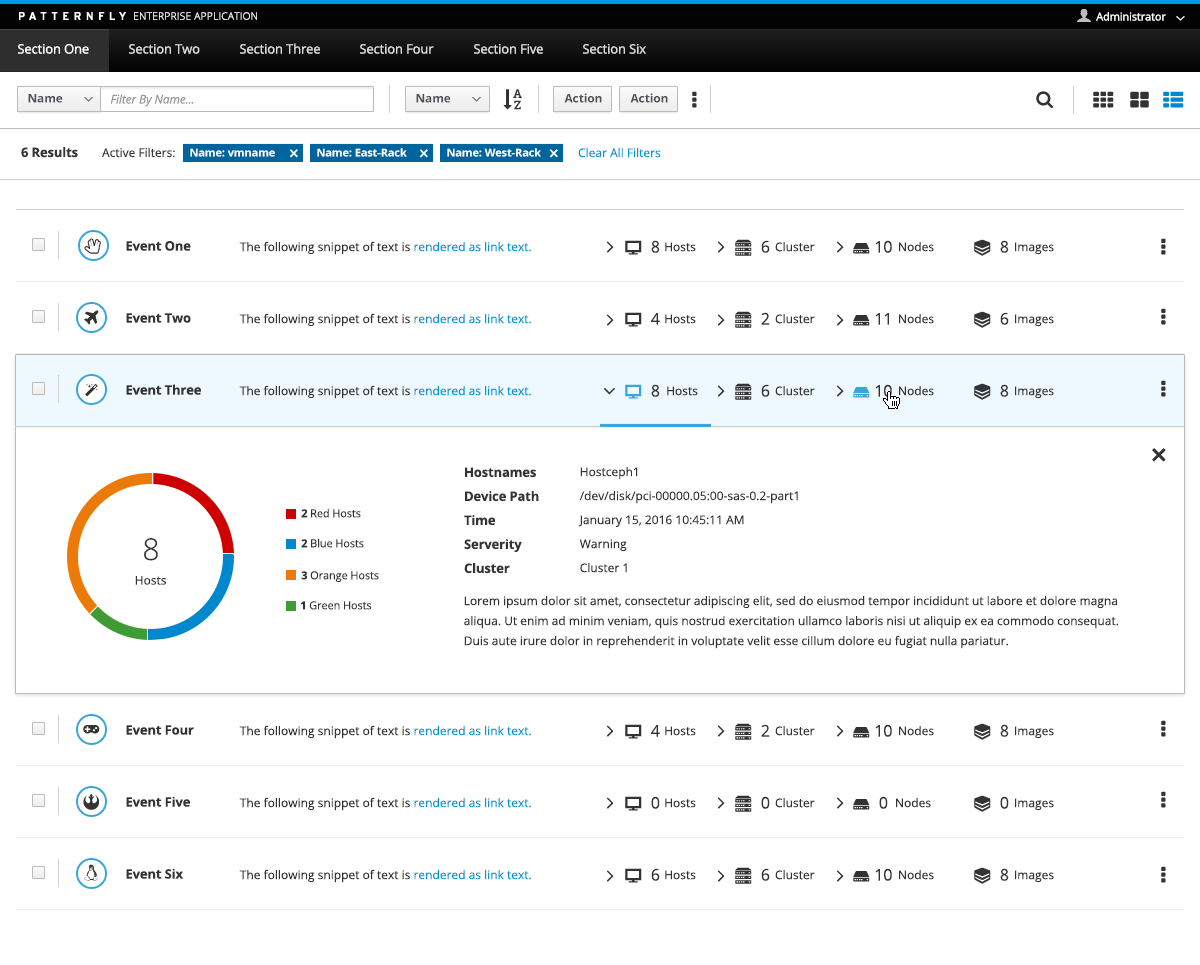 PATTERNFLY ENTERPRISE APPLICATION Administrator
Section One Section Two Section Three Section Four Section Five Section Six
Name Filter By Name... Name A Z Action Action
6 Results Active Filters: Name: vmname × Name: East-Rack × Name: West-Rack × Clear All Filters
Event One The following snippet of text is rendered as link text. 8 Hosts 6 Cluster 10 Nodes 8 Images
Event Two The following snippet of text is rendered as link text. 4 Hosts 2 Cluster 11 Nodes 6 Images
Event Three The following snippet of text is rendered as link text. 8 Hosts 6 Cluster 10 Nodes 8 Images
8
Hosts
2 Red Hosts
2 Blue Hosts
3 Orange Hosts
1 Green Hosts
Hostnames Hostceph1
Device Path /dev/disk/pci-00000.05:00-sas-0.2-part1
Time January 15, 2016 10:45:11 AM
Serverity Warning
Cluster Cluster 1
Lorem ipsum dolor sit amet, consectetur adipiscing elit, sed do eiusmod tempor incididunt ut labore et dolore magna
aliqua. Ut enim ad minim veniam, quis nostrud exercitation ullamco laboris nisi ut aliquip ex ea commodo consequat.
Duis aute irure dolor in reprehenderit in voluptate velit esse cillum dolore eu fugiat nulla pariatur.
Event Four The following snippet of text is rendered as link text. 4 Hosts 2 Cluster 10 Nodes 8 Images
Event Five The following snippet of text is rendered as link text. 0 Hosts 0 Cluster 0 Nodes 0 Images
Event Six The following snippet of text is rendered as link text. 6 Hosts 6 Cluster 10 Nodes 8 Images